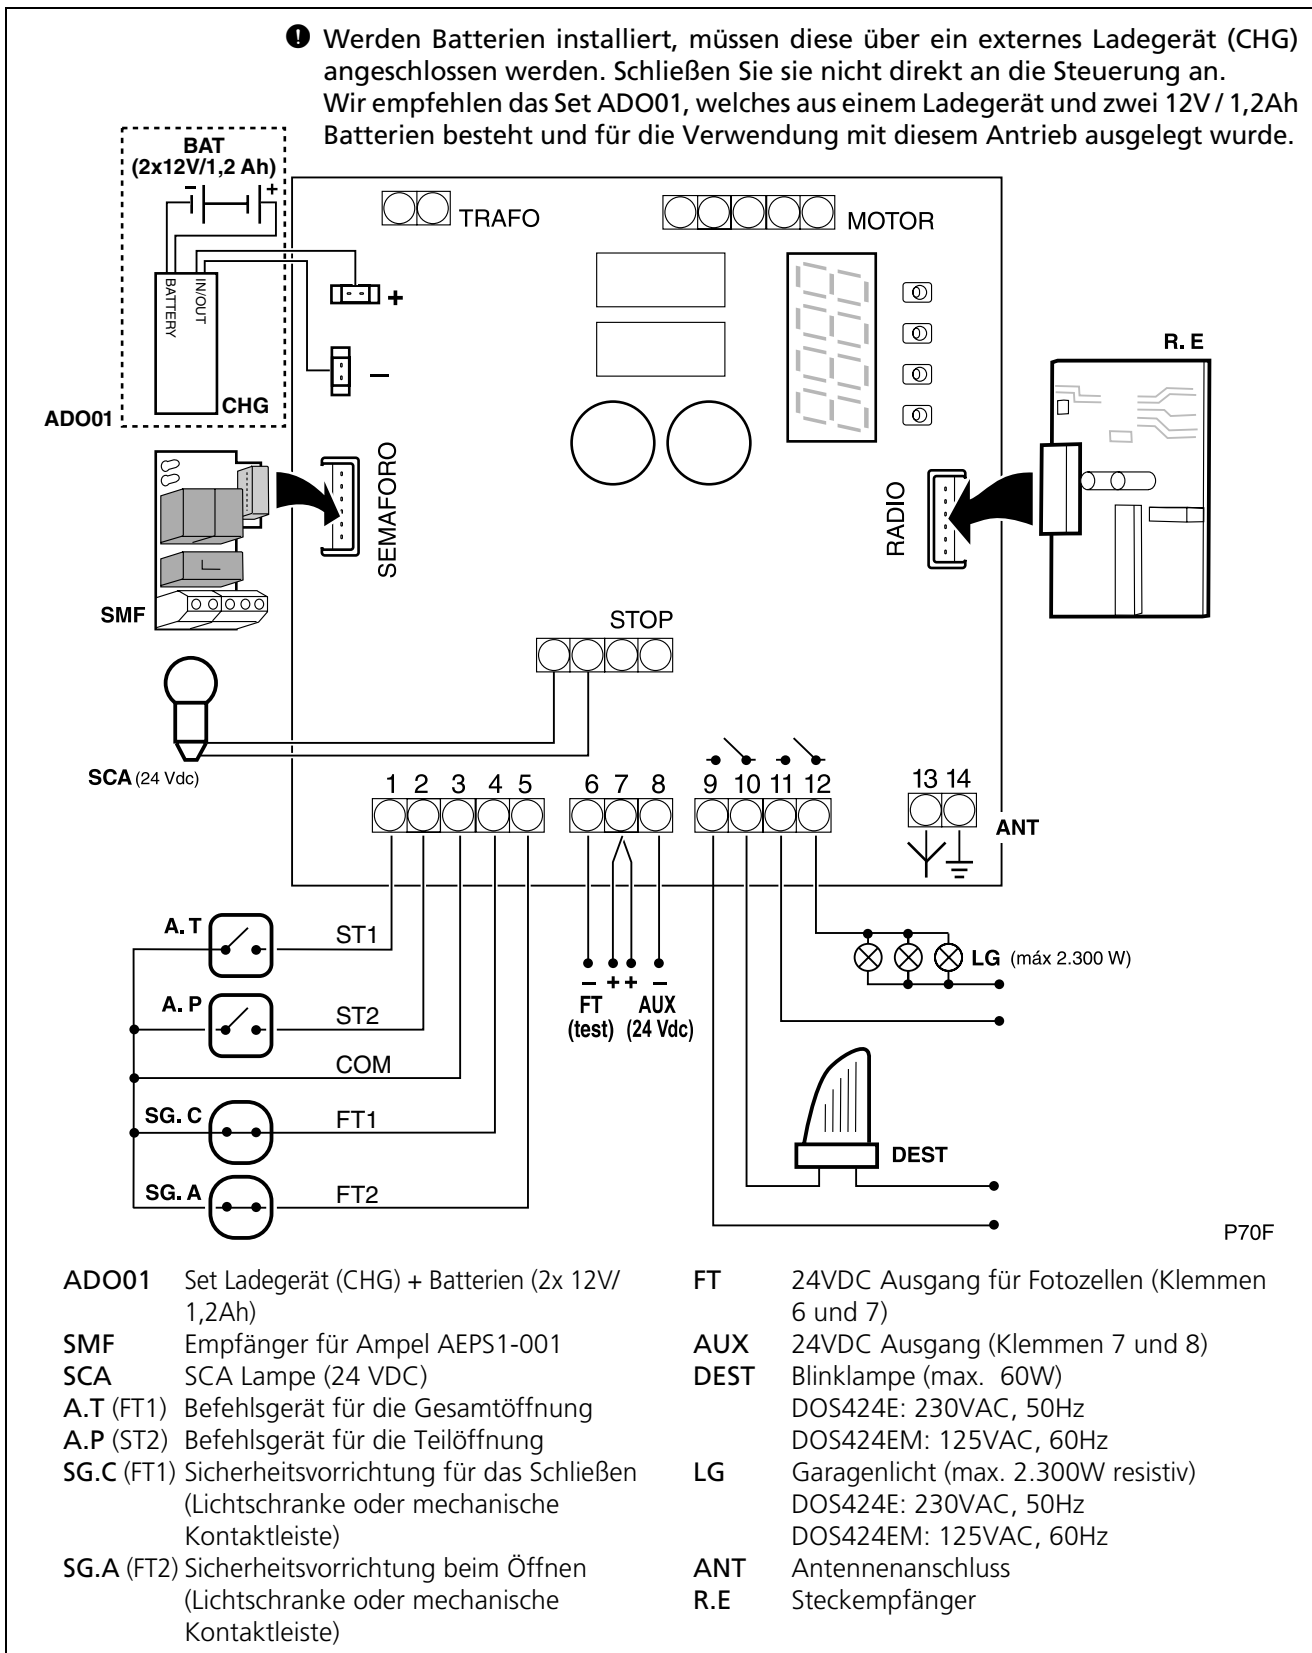 ! Werden Batterien installiert, müssen diese über ein externes Ladegerät (CHG)
angeschlossen werden. Schließen Sie sie nicht direkt an die Steuerung an.
Wir empfehlen das Set ADO01, welches aus einem Ladegerät und zwei 12V / 1,2Ah
Batterien besteht und für die Verwendung mit diesem Antrieb ausgelegt wurde.
BAT
(2x12V/1,2 Ah)
− +
BATTERY
IN/OUT
CHG
ADO01
TRAFO
MOTOR
+
−
R. E
SEMAFORO
RADIO
SMF
STOP
SCA (24 Vdc)
1 2 3 4 5 6 7 8 9 10 11 12 13 14
ANT
A. T
ST1
A. P
ST2
COM
SG. C
FT1
SG. A
FT2
− + + −
FT AUX
(test) (24 Vdc)
LG (máx 2.300 W)
DEST
P70F
ADO01 Set Ladegerät (CHG) + Batterien (2x 12V/
1,2Ah)
SMF Empfänger für Ampel AEPS1-001
SCA SCA Lampe (24 VDC)
A.T (FT1) Befehlsgerät für die Gesamtöffnung
A.P (ST2) Befehlsgerät für die Teilöffnung
SG.C (FT1) Sicherheitsvorrichtung für das Schließen
(Lichtschranke oder mechanische
Kontaktleiste)
SG.A (FT2) Sicherheitsvorrichtung beim Öffnen
(Lichtschranke oder mechanische
Kontaktleiste)
FT 24VDC Ausgang für Fotozellen (Klemmen
6 und 7)
AUX 24VDC Ausgang (Klemmen 7 und 8)
DEST Blinklampe (max. 60W)
DOS424E: 230VAC, 50Hz
DOS424EM: 125VAC, 60Hz
LG Garagenlicht (max. 2.300W resistiv)
DOS424E: 230VAC, 50Hz
DOS424EM: 125VAC, 60Hz
ANT Antennenanschluss
R.E Steckempfänger